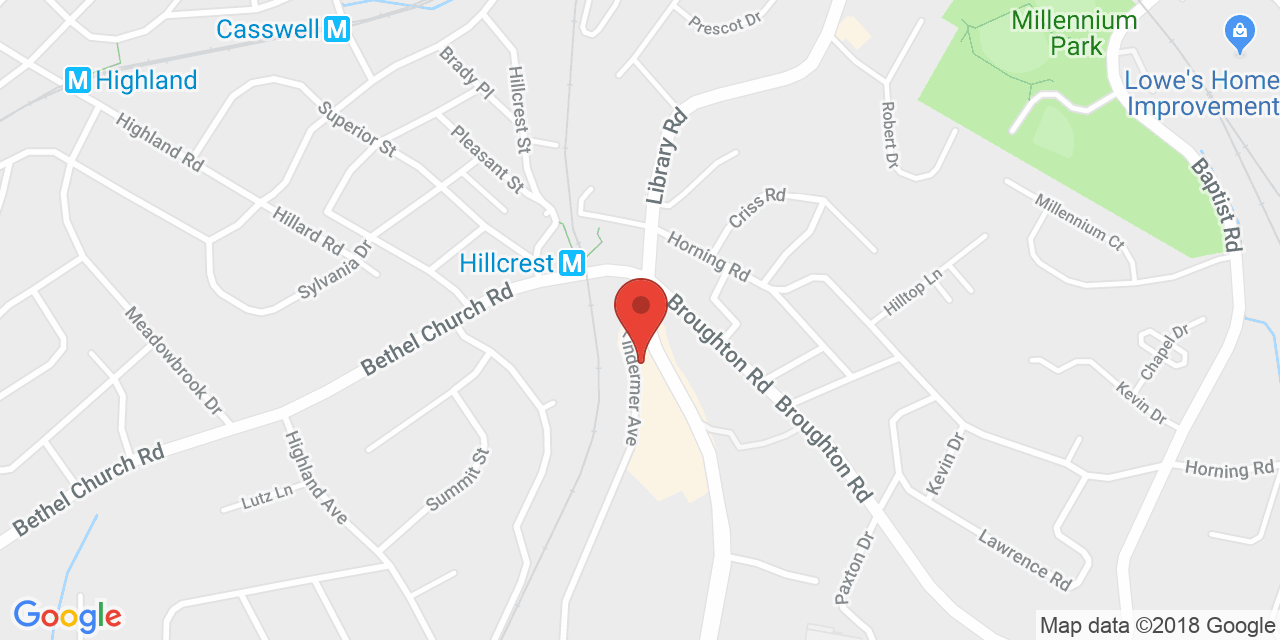 Casswell M
Prescot Dr
Millennium
Park
M Highland
Brady Pl
Hillcrest St
Lowe's Home
Improvement
Superior St
Highland Rd
Pleasant St
Library Rd
Robert Dr
Baptist Rd
Criss Rd
Millennium Ct
Hillard Rd
Sylvania Dr
Hillcrest M
Horning Rd
Hilltop Ln
Bethel Church Rd
Broughton Rd
Meadowbrook Dr
Chapel Dr
Kevin Dr
indermer Ave
Broughton Rd
Bethel Church Rd
Highland Ave
Summit St
Lutz Ln
Kevin Dr
Horning Rd
Paxton Dr
Lawrence Rd
Google
Map data ©2018 Google